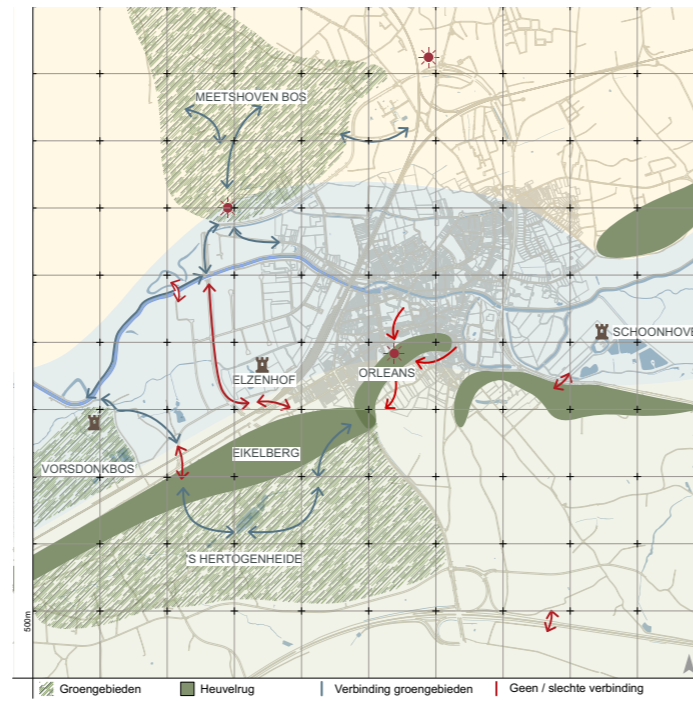 MEETSHOVEN BOS
SCHOONHOVE
ELZENHOF
ORLEANS
EIKELBERG
VORSDONKBOS
'S HERTOGENHEIDE
500m
Groengebieden
Heuvelrug
Verbinding groengebieden
Geen / slechte verbinding